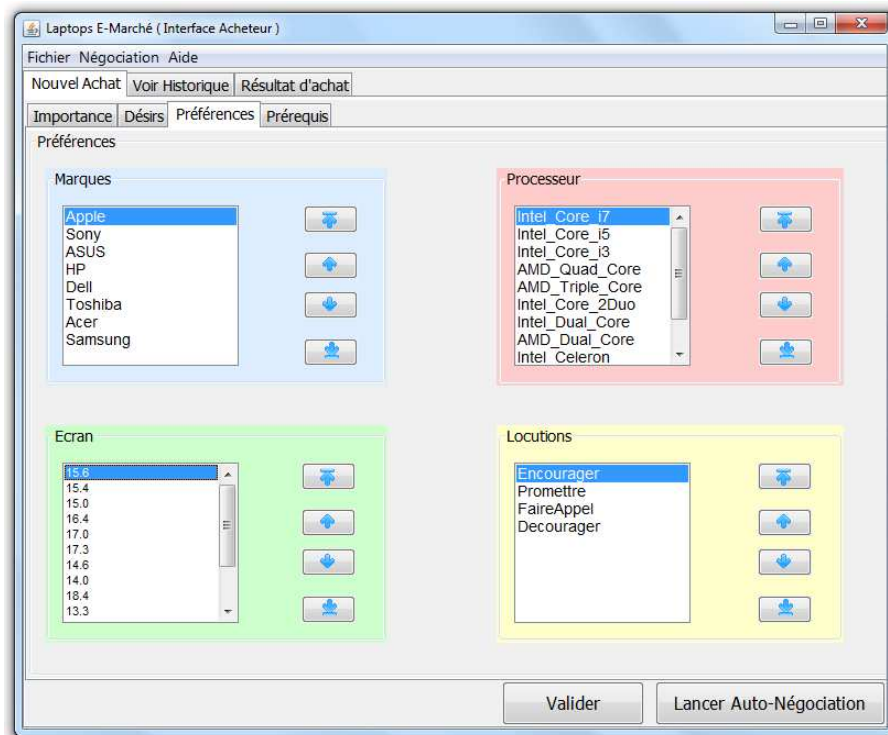 Laptops E-Marché ( Interface Acheteur )
Fichier Négociation Aide
Nouvel Achat Voir Historique Résultat d'achat
Importance Désirs Préférences Prérequis
Préférences
Marques
Apple
Sony
ASUS
HP
Dell
Toshiba
Acer
Samsung
Processeur
Intel_Core_i7
Intel_Core_i5
Intel_Core_i3
AMD_Quad_Core
AMD_Triple_Core
Intel_Core_2Duo
Intel_Dual_Core
AMD_Dual_Core
Intel_Celeron
Ecran
15.6
15.4
15.0
16.4
17.0
17.3
14.6
14.0
18.4
13.3
Locutions
Encourager
Promettre
FaireAppel
Decourager
Valider
Lancer Auto-Négociation